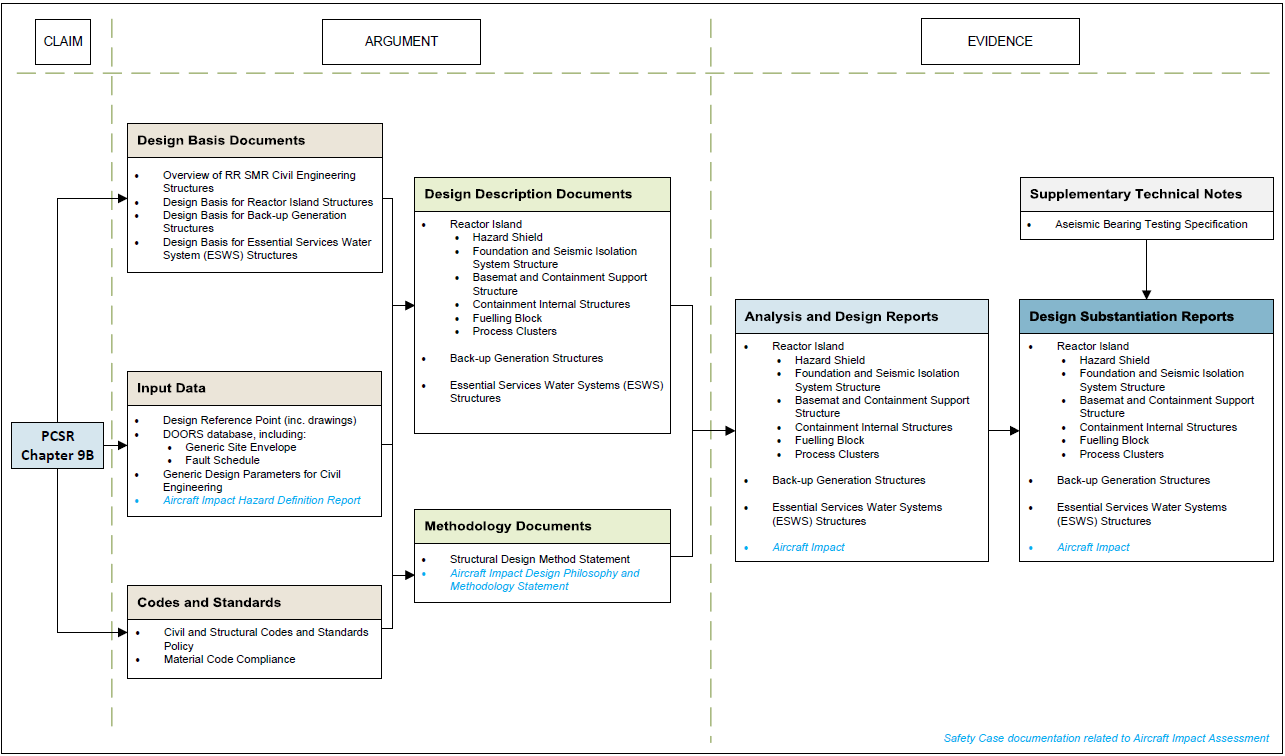 CLAIM
ARGUMENT
EVIDENCE
PCSR
Chapter 9B
Design Basis Documents
• Overview of RR SMR Civil Engineering
Structures
• Design Basis for Reactor Island Structures
• Design Basis for Back-up Generation
Structures
• Design Basis for Essential Services Water
System (ESWS) Structures
Input Data
• Design Reference Point (inc. drawings)
• DOORS database, including:
• Generic Site Envelope
• Fault Schedule
• Generic Design Parameters for Civil
Engineering
• Aircraft Impact Hazard Definition Report
Codes and Standards
• Civil and Structural Codes and Standards
Policy
• Material Code Compliance
Design Description Documents
• Reactor Island
• Hazard Shield
• Foundation and Seismic Isolation
System Structure
• Basemat and Containment Support
Structure
• Containment Internal Structures
• Fuelling Block
• Process Clusters
• Back-up Generation Structures
• Essential Services Water Systems (ESWS)
Structures
Methodology Documents
• Structural Design Method Statement
• Aircraft Impact Design Philosophy and
Methodology Statement
Analysis and Design Reports
• Reactor Island
• Hazard Shield
• Foundation and Seismic Isolation
System Structure
• Basemat and Containment Support
Structure
• Containment Internal Structures
• Fuelling Block
• Process Clusters
• Back-up Generation Structures
• Essential Services Water Systems
(ESWS) Structures
• Aircraft Impact
Supplementary Technical Notes
• Aseismic Bearing Testing Specification
Design Substantiation Reports
• Reactor Island
• Hazard Shield
• Foundation and Seismic Isolation
System Structure
• Basemat and Containment Support
Structure
• Containment Internal Structures
• Fuelling Block
• Process Clusters
• Back-up Generation Structures
• Essential Services Water Systems
(ESWS) Structures
• Aircraft Impact
Safety Case documentation related to Aircraft Impact Assessment